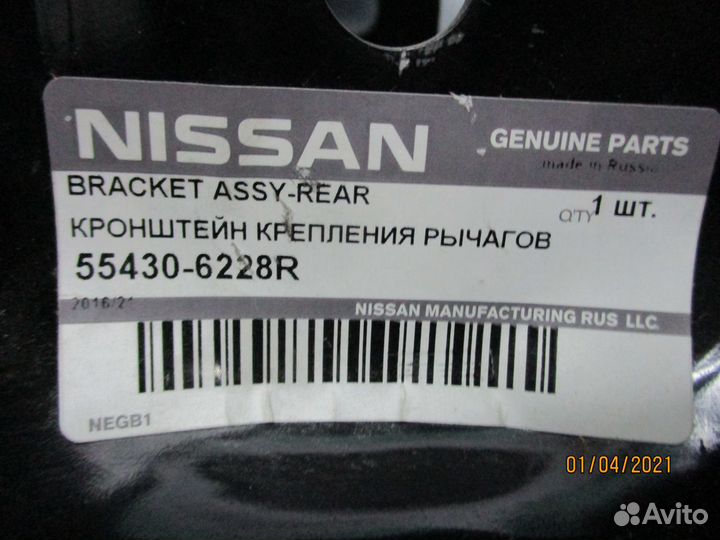 NISSAN
GENUINE PARTS
made in Russia
BRACKET ASSY-REAR
QTY 1 шт.
КРОНШТЕЙН КРЕПЛЕНИЯ РЫЧАГОВ
55430-6228R
2016/21
NISSAN MANUFACTURING RUS LLC
NEGB1
01/04/2021
Avito